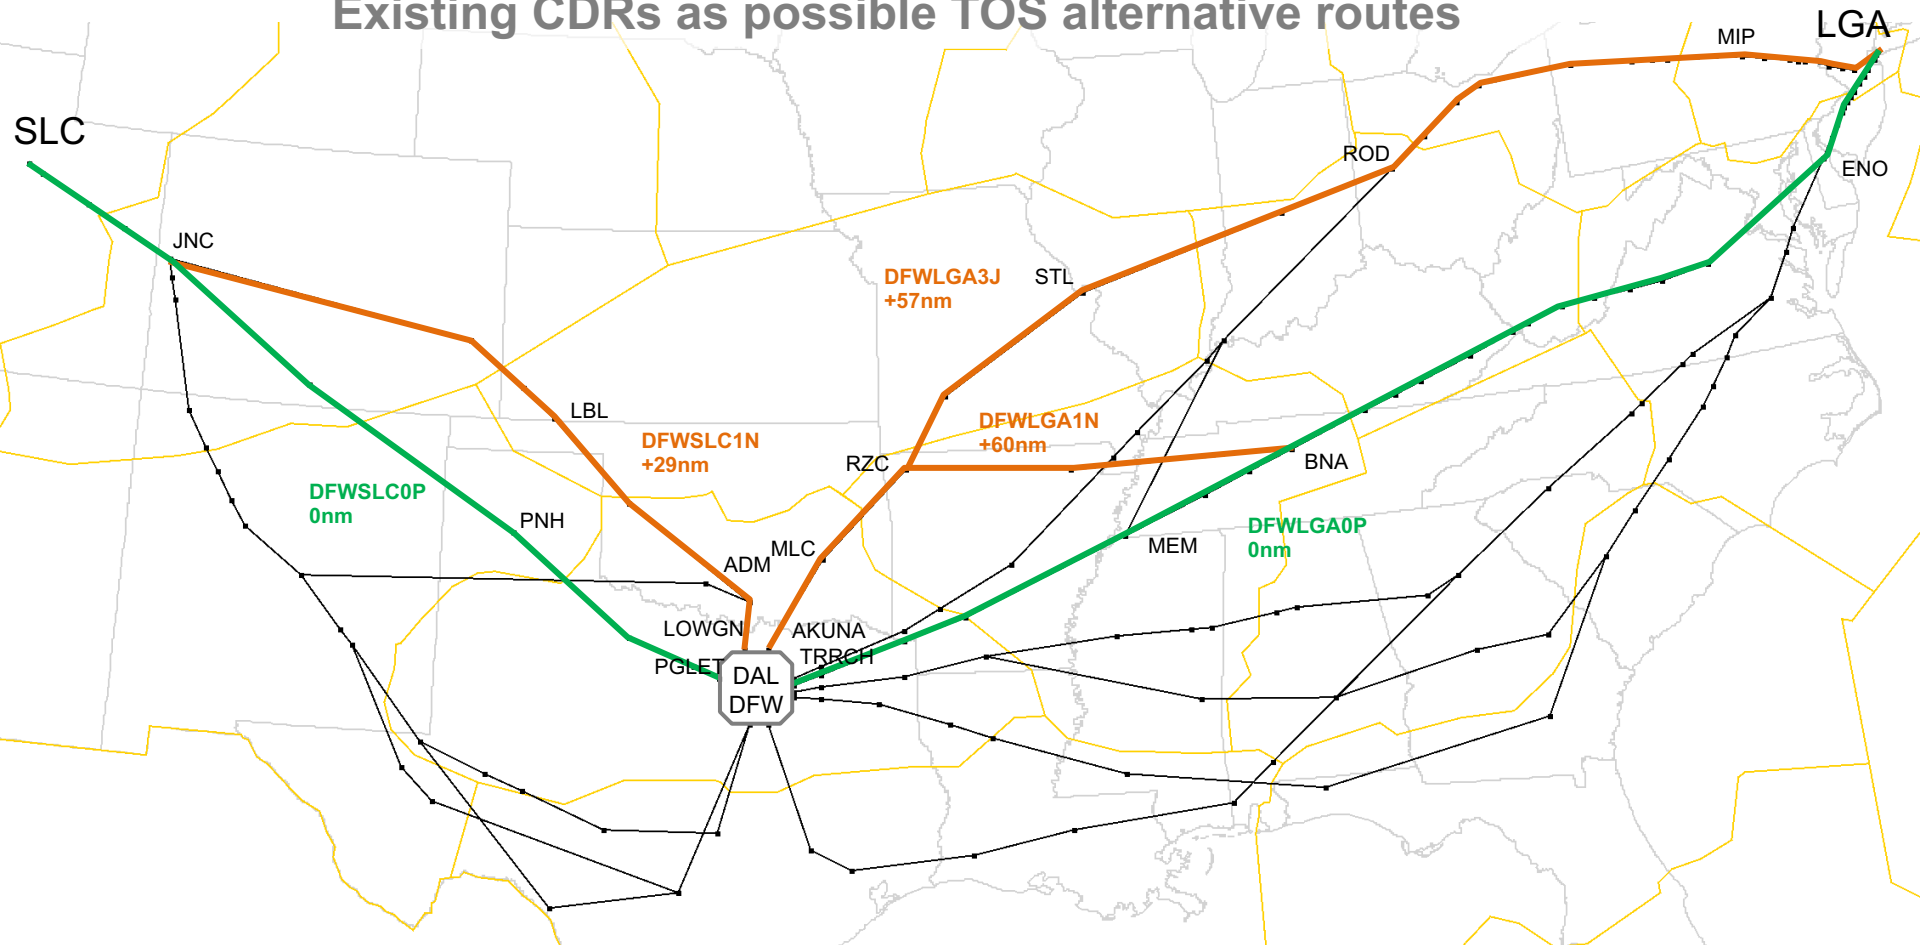 Existing CDRs as possible TOS alternative routes
LGA
MIP
SLC
ROD
ENO
JNC
DFWLGA3J
+57nm
STL
LBL
DFWLGA1N
+60nm
DFWSLC1N
+29nm
RZC
BNA
DFWSLC0P
0nm
PNH
DFWLGA0P
0nm
MLC
MEM
ADM
LOWGN
AKUNA
TRRCH
PGLET
DAL
DFW